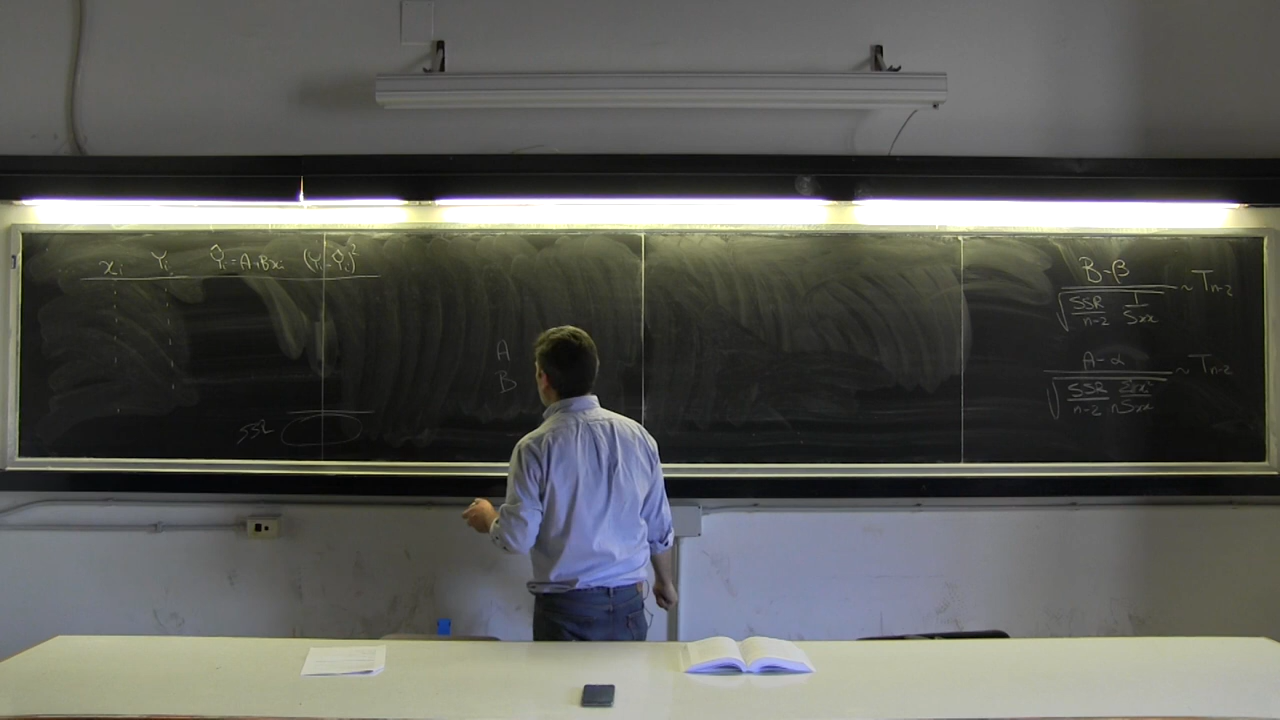 xᵢ Yᵢ Ŷᵢ=A+Bxᵢ (Yᵢ-Ŷᵢ)²
SSR
A
B
B-β
√ SSR/n-2 1/Sxx ~ Tₙ₋₂
A-α
√ SSR/n-2 Σxᵢ²/nSxx ~ Tₙ₋₂